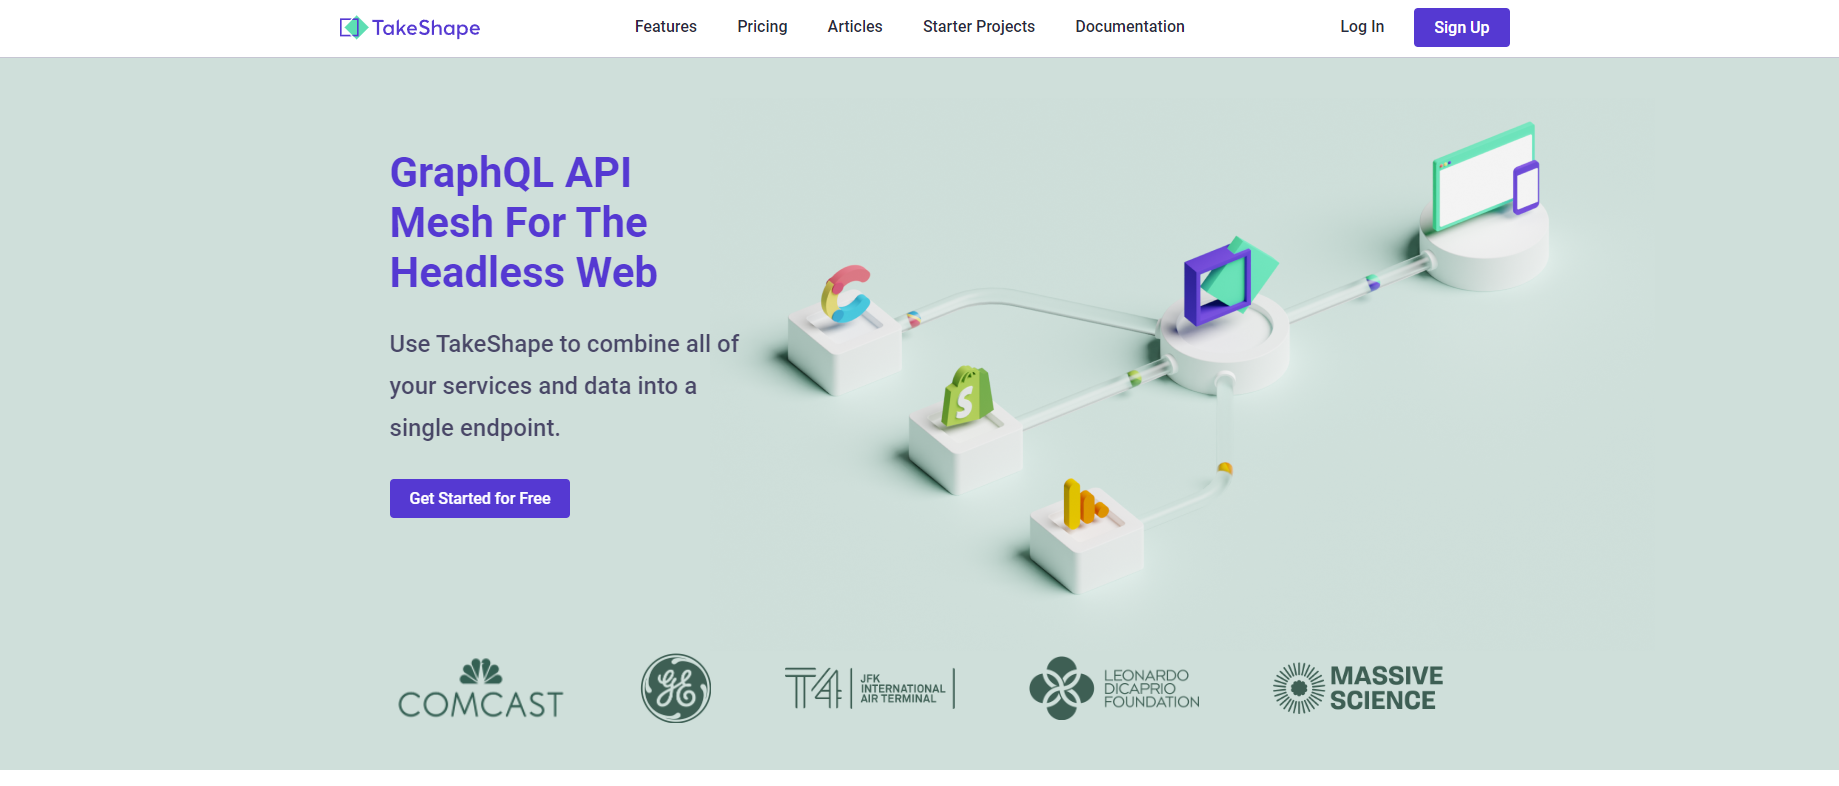 TakeShape
Features
Pricing
Articles
Starter Projects
Documentation
Log In
Sign Up
GraphQL API
Mesh For The
Headless Web
Use TakeShape to combine all of
your services and data into a
single endpoint.
Get Started for Free
S
COMCAST
GE
T4
JFK
INTERNATIONAL
AIR TERMINAL
LEONARDO
DICAPRIO
FOUNDATION
MASSIVE
SCIENCE